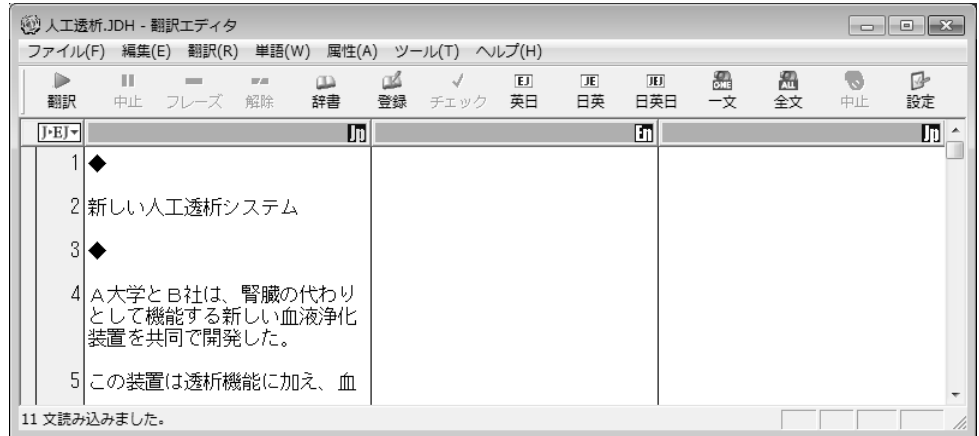 人工透析.JDH - 翻訳エディタ
ファイル(F) 編集(E) 翻訳(R) 単語(W) 属性(A) ツール(T) ヘルプ(H)
翻訳 中止 フレーズ 解除 辞書 登録 チェック EJ 英日 JE 日英 JEJ 日英日 ONE 一文 ALL 全文 中止 設定
J▸EJ▾ Jp En Jp
1 ◆
2 新しい人工透析システム
3 ◆
4 A大学とB社は、腎臓の代わり
として機能する新しい血液浄化
装置を共同で開発した。
5 この装置は透析機能に加え、血
11 文読み込みました。